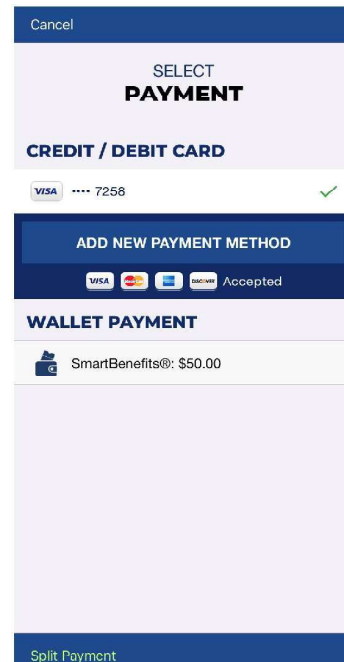 Cancel
SELECT
PAYMENT
CREDIT / DEBIT CARD
VISA •••• 7258
ADD NEW PAYMENT METHOD
VISA DISCOVER Accepted
WALLET PAYMENT
SmartBenefits®: $50.00
Split Payment